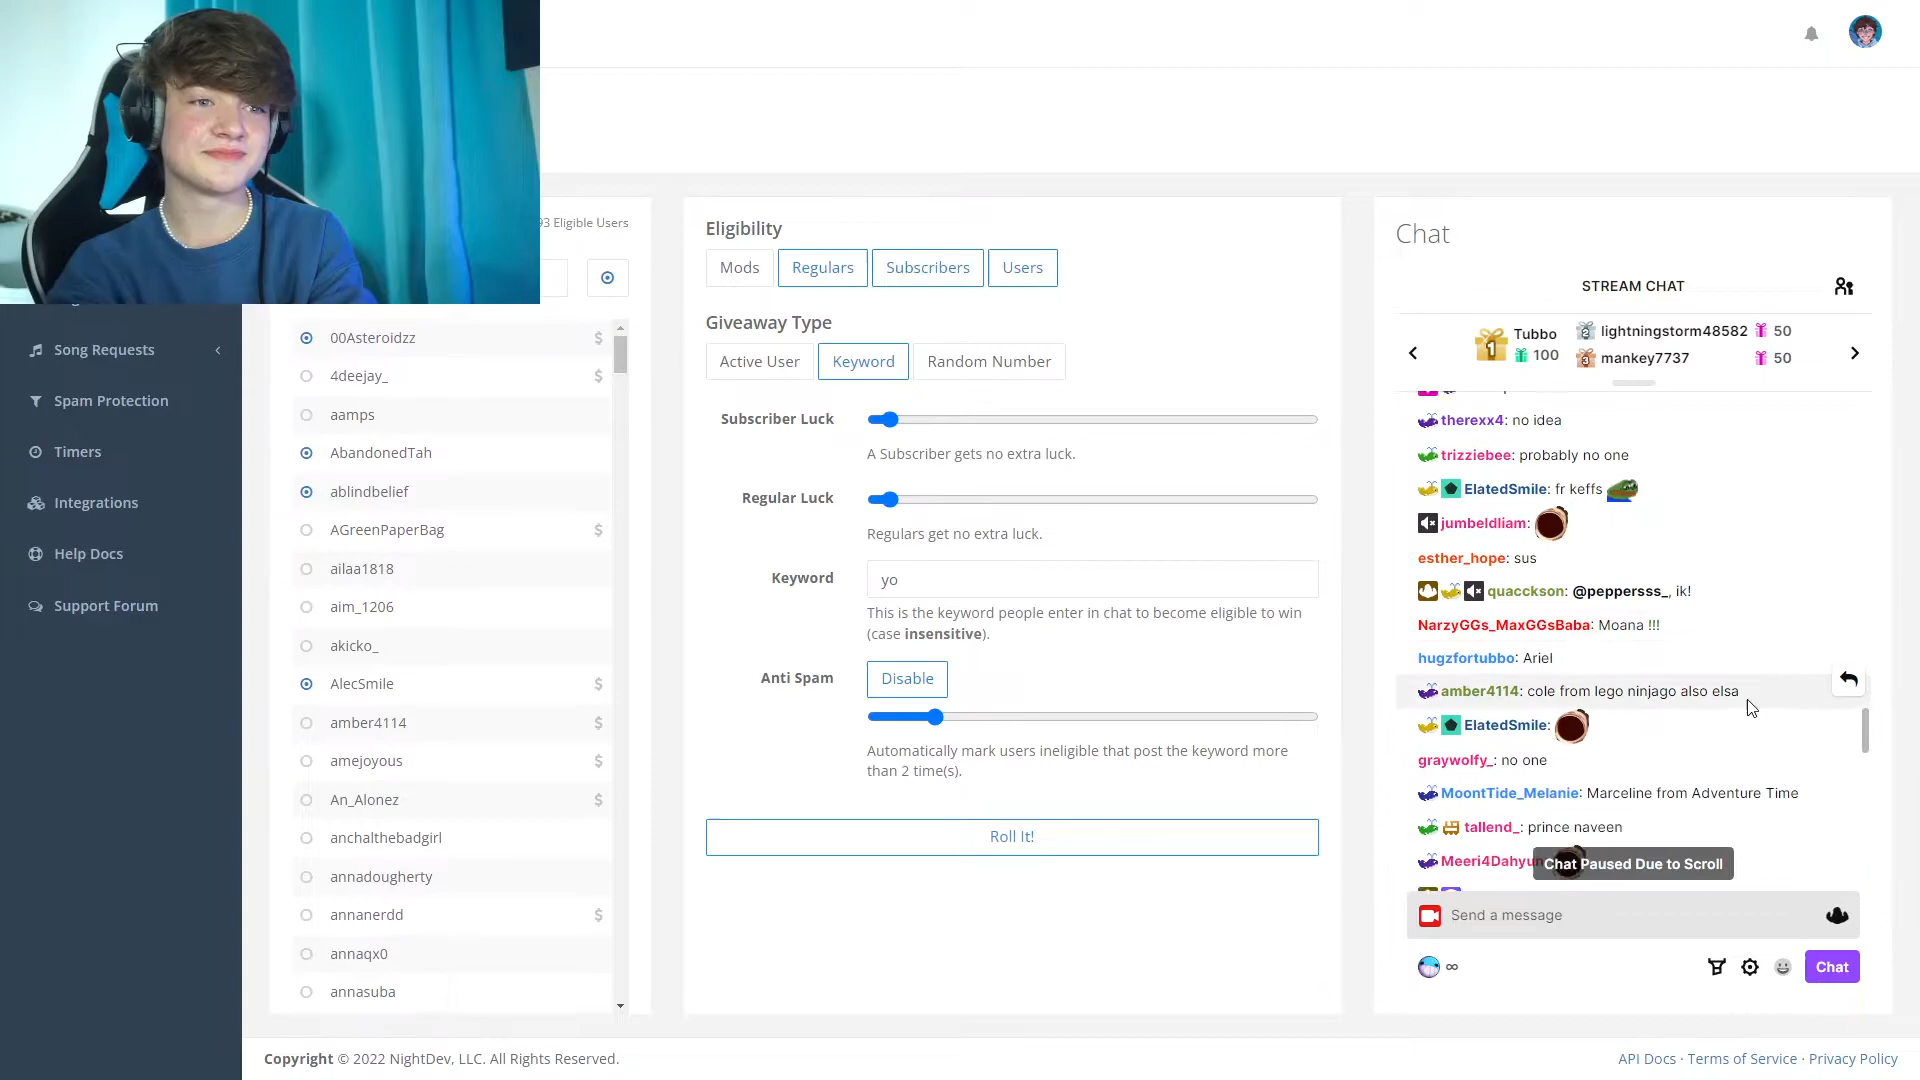 93 Eligible Users
Song Requests
Spam Protection
Timers
Integrations
Help Docs
Support Forum
00Asteroidzz $
4deejay_ $
aamps
AbandonedTah
ablindbelief
AGreenPaperBag $
ailaa1818
aim_1206
akicko_
AlecSmile $
amber4114 $
amejoyous $
An_Alonez $
anchalthebadgirl
annadougherty
annanerdd $
annaqx0
annasuba
Eligibility
Mods Regulars Subscribers Users
Giveaway Type
Active User Keyword Random Number
Subscriber Luck
A Subscriber gets no extra luck.
Regular Luck
Regulars get no extra luck.
Keyword yo
This is the keyword people enter in chat to become eligible to win
(case insensitive).
Anti Spam Disable
Automatically mark users ineligible that post the keyword more
than 2 time(s).
Roll It!
Chat
STREAM CHAT
1 Tubbo 100
2 lightningstorm48582 50
3 mankey7737 50
therexx4: no idea
trizziebee: probably no one
ElatedSmile: fr keffs
jumbeldliam:
esther_hope: sus
quacckson: @peppersss_, ik!
NarzyGGs_MaxGGsBaba: Moana !!!
hugzfortubbo: Ariel
amber4114: cole from lego ninjago also elsa
ElatedSmile:
graywolfy_: no one
MoontTide_Melanie: Marceline from Adventure Time
tallend_: prince naveen
Meeri4Dahyun
Chat Paused Due to Scroll
Send a message
∞
Chat
Copyright © 2022 NightDev, LLC. All Rights Reserved.
API Docs · Terms of Service · Privacy Policy